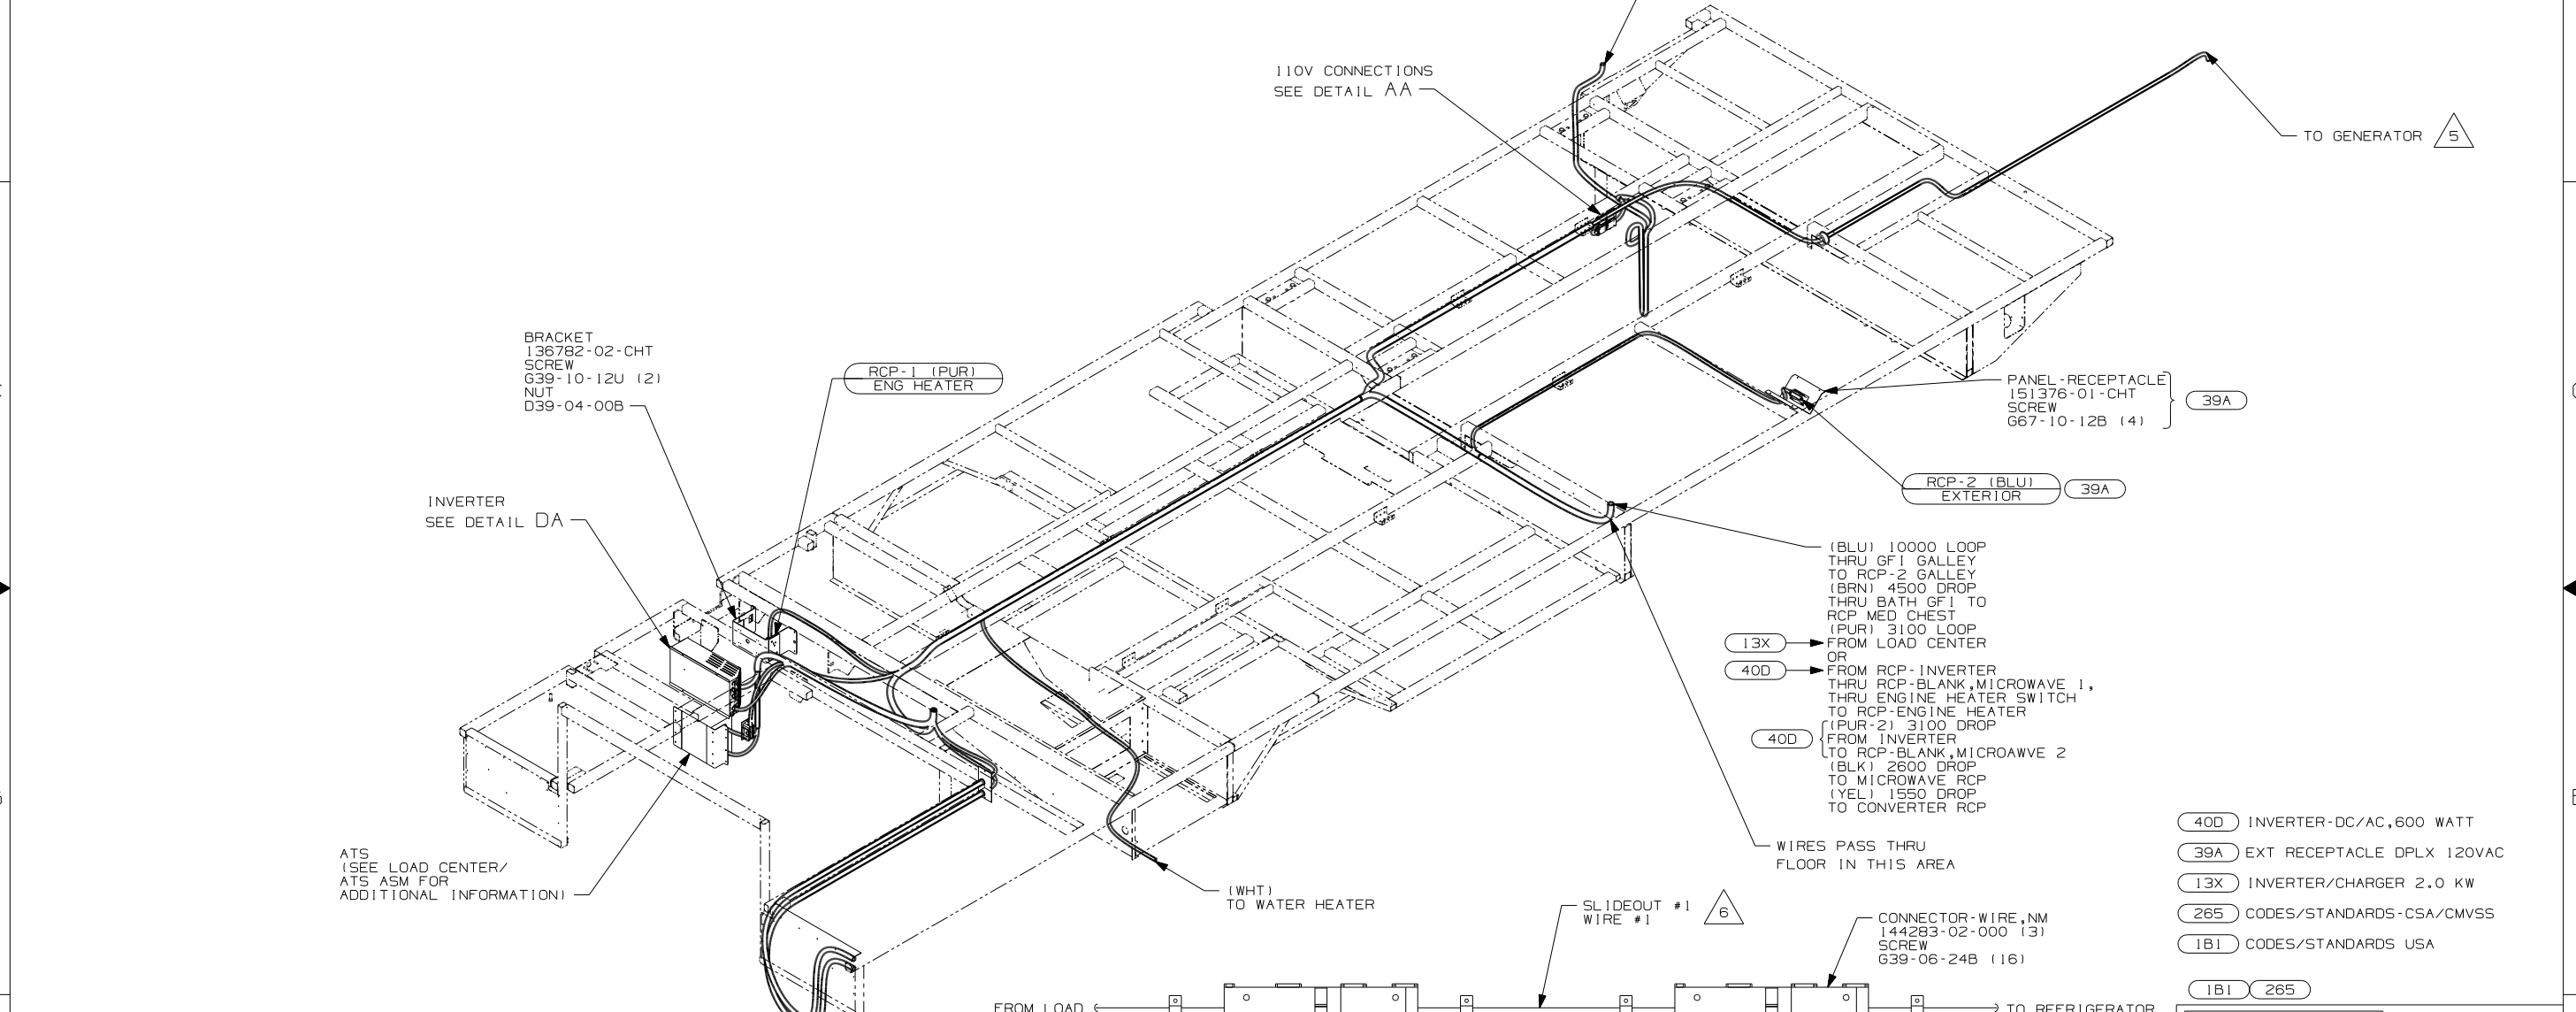 110V CONNECTIONS
SEE DETAIL AA
TO GENERATOR 5
BRACKET
136782-02-CHT
SCREW
G39-10-12U (2)
NUT
D39-04-00B
RCP-1 (PUR)
ENG HEATER
PANEL-RECEPTACLE
151376-01-CHT
SCREW
G67-10-12B (4)
39A
RCP-2 (BLU)
EXTERIOR
39A
INVERTER
SEE DETAIL DA
(BLU) 10000 LOOP
THRU GFI GALLEY
TO RCP-2 GALLEY
(BRN) 4500 DROP
THRU BATH GFI TO
RCP MED CHEST
(PUR) 3100 LOOP
13X FROM LOAD CENTER
OR
40D FROM RCP-INVERTER
THRU RCP-BLANK,MICROWAVE 1,
THRU ENGINE HEATER SWITCH
TO RCP-ENGINE HEATER
(PUR-2) 3100 DROP
40D FROM INVERTER
TO RCP-BLANK,MICROAWVE 2
(BLK) 2600 DROP
TO MICROWAVE RCP
(YEL) 1550 DROP
TO CONVERTER RCP
WIRES PASS THRU
FLOOR IN THIS AREA
ATS
(SEE LOAD CENTER/
ATS ASM FOR
ADDITIONAL INFORMATION)
(WHT)
TO WATER HEATER
SLIDEOUT #1
WIRE #1
6
CONNECTOR-WIRE,NM
144283-02-000 (3)
SCREW
G39-06-24B (16)
40D INVERTER-DC/AC,600 WATT
39A EXT RECEPTACLE DPLX 120VAC
13X INVERTER/CHARGER 2.0 KW
265 CODES/STANDARDS-CSA/CMVSS
1B1 CODES/STANDARDS USA
1B1 265
FROM LOAD
TO REFRIGERATOR